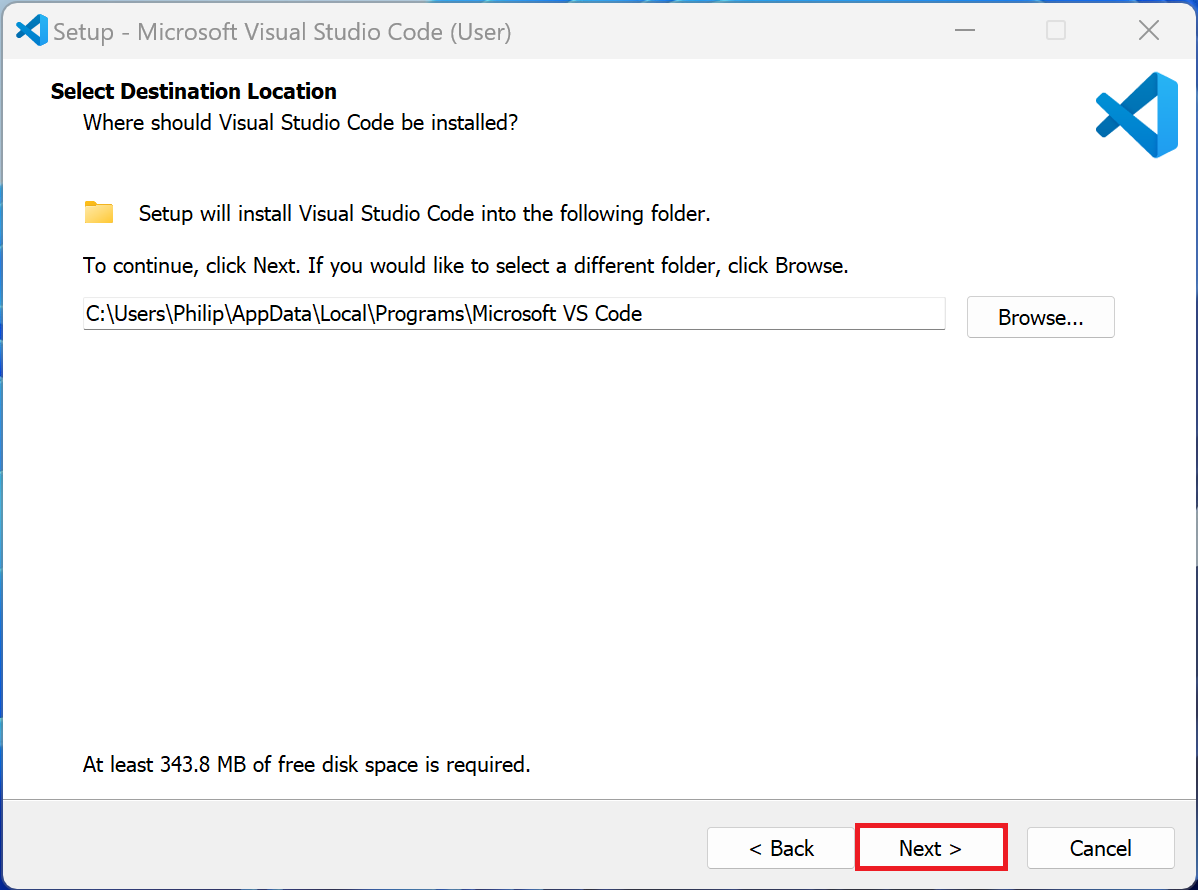 Setup - Microsoft Visual Studio Code (User)
Select Destination Location
Where should Visual Studio Code be installed?
Setup will install Visual Studio Code into the following folder.
To continue, click Next. If you would like to select a different folder, click Browse.
C:\Users\Philip\AppData\Local\Programs\Microsoft VS Code
Browse...
At least 343.8 MB of free disk space is required.
< Back
Next >
Cancel